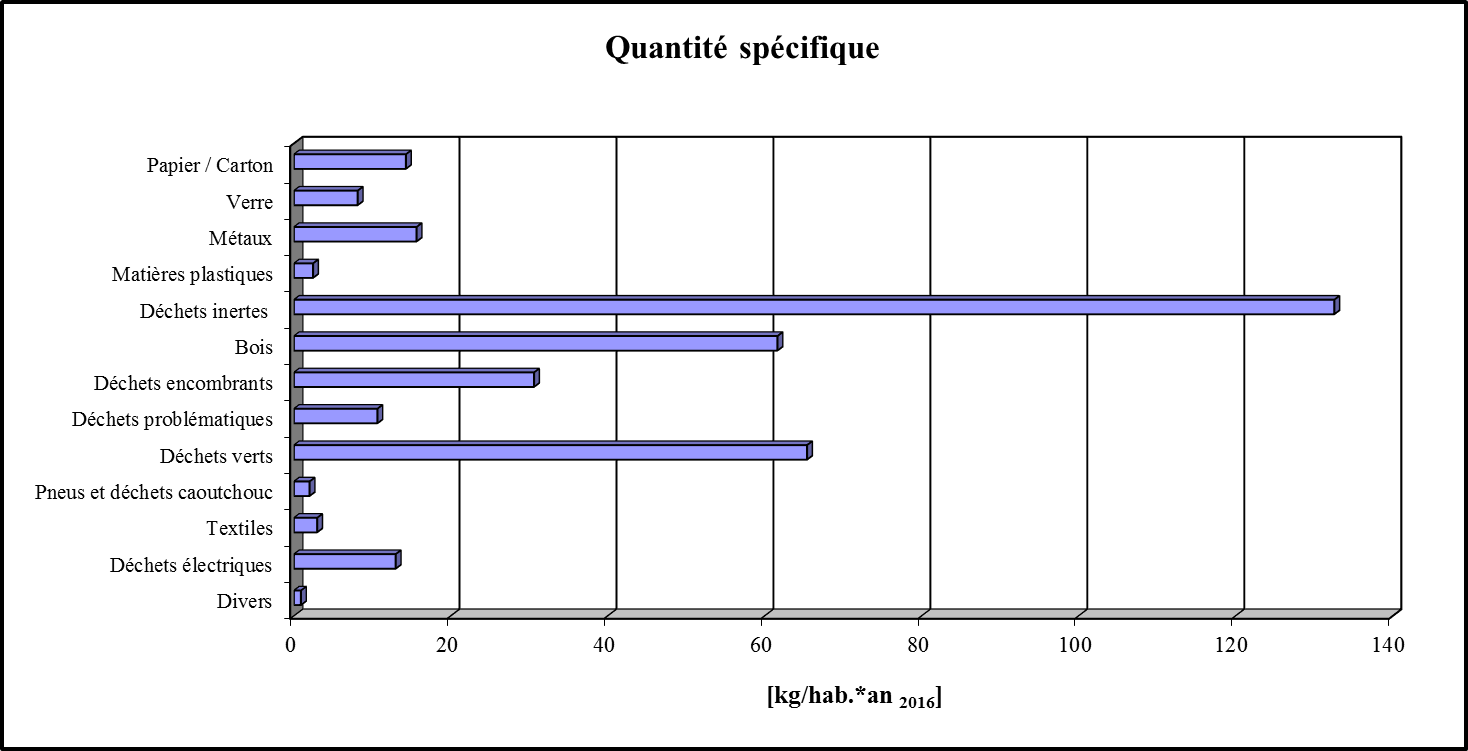 Quantité spécifique
Papier / Carton
Verre
Métaux
Matières plastiques
Déchets inertes
Bois
Déchets encombrants
Déchets problématiques
Déchets verts
Pneus et déchets caoutchouc
Textiles
Déchets électriques
Divers
0 20 40 60 80 100 120 140
[kg/hab.*an 2016]